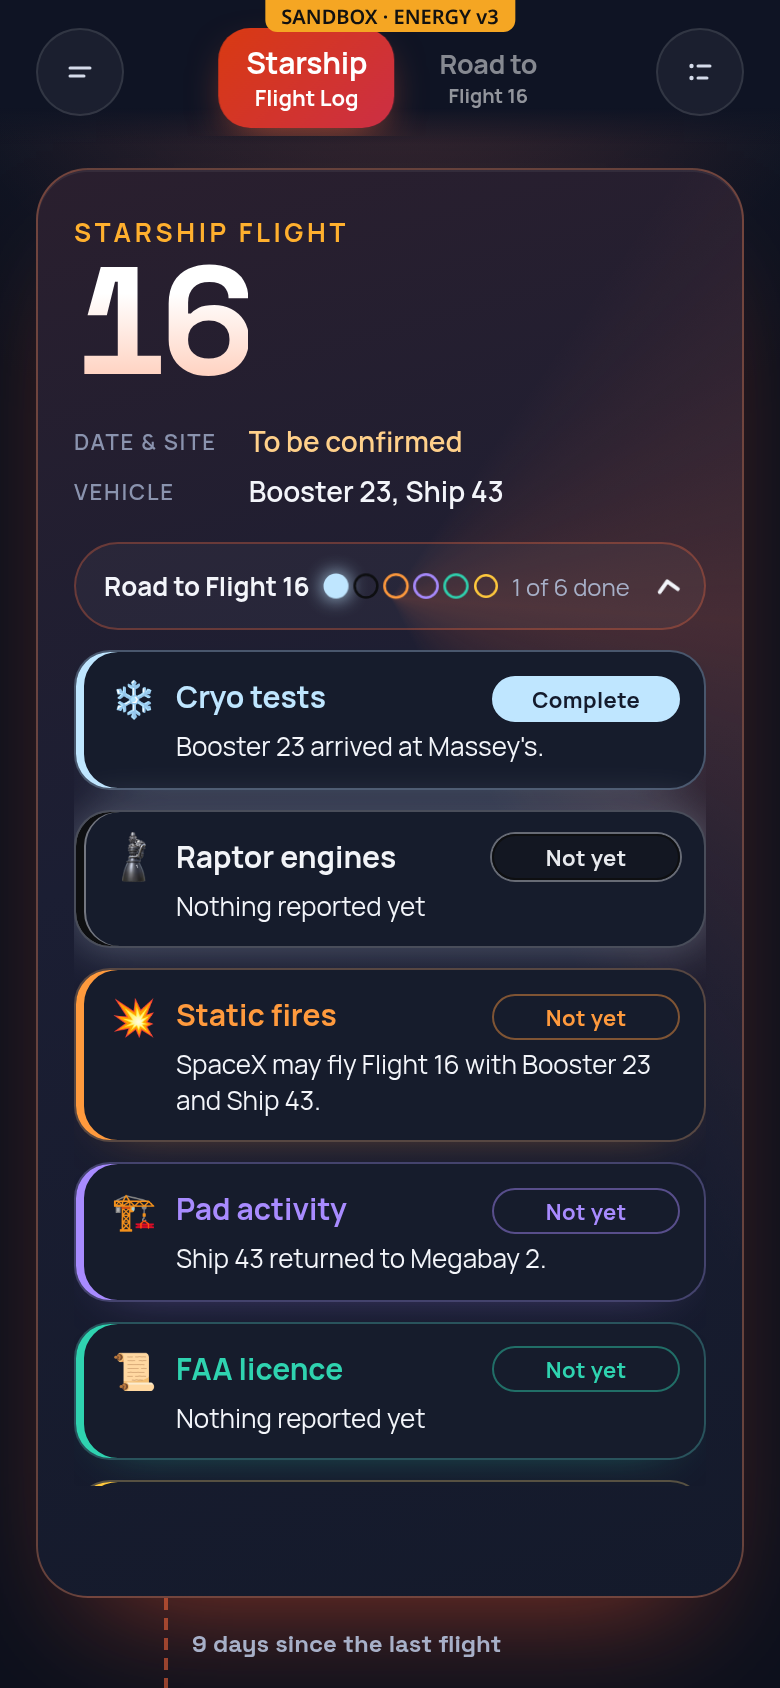 SANDBOX · ENERGY v3
Starship
Flight Log
Road to
Flight 16
STARSHIP FLIGHT
16
DATE & SITE To be confirmed
VEHICLE Booster 23, Ship 43
Road to Flight 16 1 of 6 done
Cryo tests Complete
Booster 23 arrived at Massey's.
Raptor engines Not yet
Nothing reported yet
Static fires Not yet
SpaceX may fly Flight 16 with Booster 23
and Ship 43.
Pad activity Not yet
Ship 43 returned to Megabay 2.
FAA licence Not yet
Nothing reported yet
9 days since the last flight